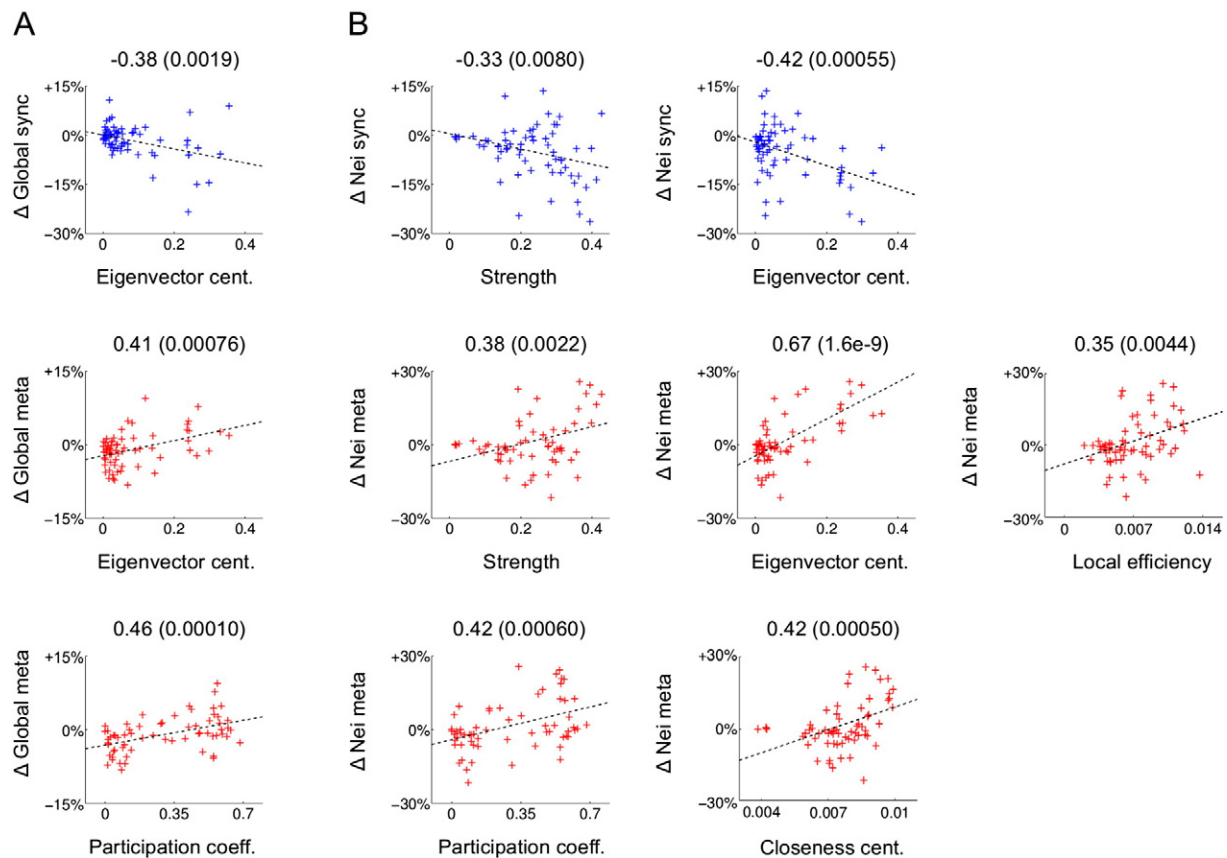 A
B
-0.38 (0.0019)
Δ Global sync
+15%
0%
−15%
−30%
0 0.2 0.4
Eigenvector cent.
-0.33 (0.0080)
Δ Nei sync
+15%
0%
−15%
−30%
0 0.2 0.4
Strength
-0.42 (0.00055)
Δ Nei sync
+15%
0%
−15%
−30%
0 0.2 0.4
Eigenvector cent.
0.41 (0.00076)
Δ Global meta
+15%
0%
−15%
0 0.2 0.4
Eigenvector cent.
0.38 (0.0022)
Δ Nei meta
+30%
0%
−30%
0 0.2 0.4
Strength
0.67 (1.6e-9)
Δ Nei meta
+30%
0%
−30%
0 0.2 0.4
Eigenvector cent.
0.35 (0.0044)
Δ Nei meta
+30%
0%
−30%
0 0.007 0.014
Local efficiency
0.46 (0.00010)
Δ Global meta
+15%
0%
−15%
0 0.35 0.7
Participation coeff.
0.42 (0.00060)
Δ Nei meta
+30%
0%
−30%
0 0.35 0.7
Participation coeff.
0.42 (0.00050)
Δ Nei meta
+30%
0%
−30%
0.004 0.007 0.01
Closeness cent.